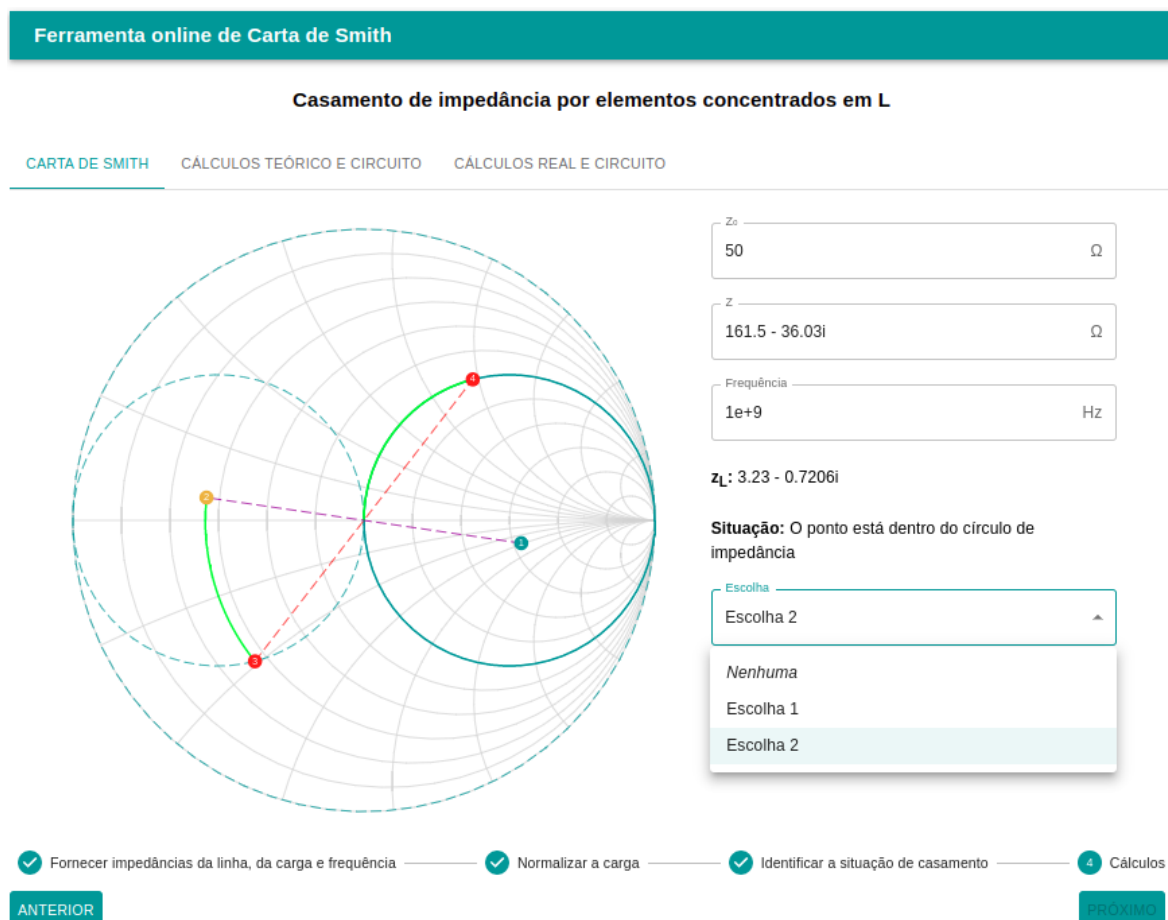 Ferramenta online de Carta de Smith
Casamento de impedância por elementos concentrados em L
CARTA DE SMITH
CÁLCULOS TEÓRICO E CIRCUITO
CÁLCULOS REAL E CIRCUITO
Z₀
50 Ω
Z
161.5 - 36.03i Ω
Frequência
1e+9 Hz
zL: 3.23 - 0.7206i
Situação: O ponto está dentro do círculo de
impedância
Escolha
Escolha 2
Nenhuma
Escolha 1
Escolha 2
4
2
1
3
Fornecer impedâncias da linha, da carga e frequência
Normalizar a carga
Identificar a situação de casamento
4 Cálculos
ANTERIOR
PRÓXIMO